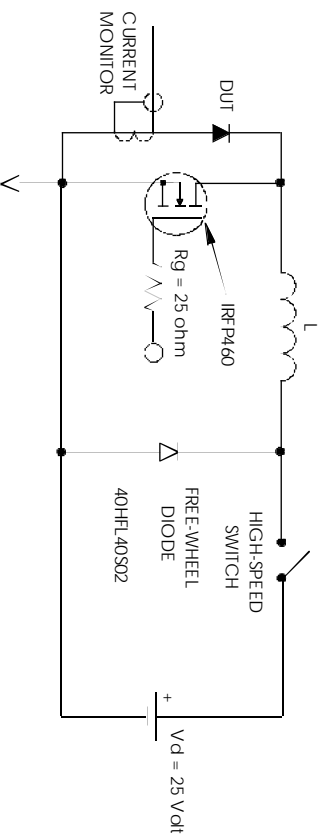 L
HIGH-SPEED
SWITCH
DUT
IRFP460
Rg = 25 ohm
FREE-WHEEL
DIODE
40HFL40S02
+
Vd = 25 Volt
CURRENT
MONITOR